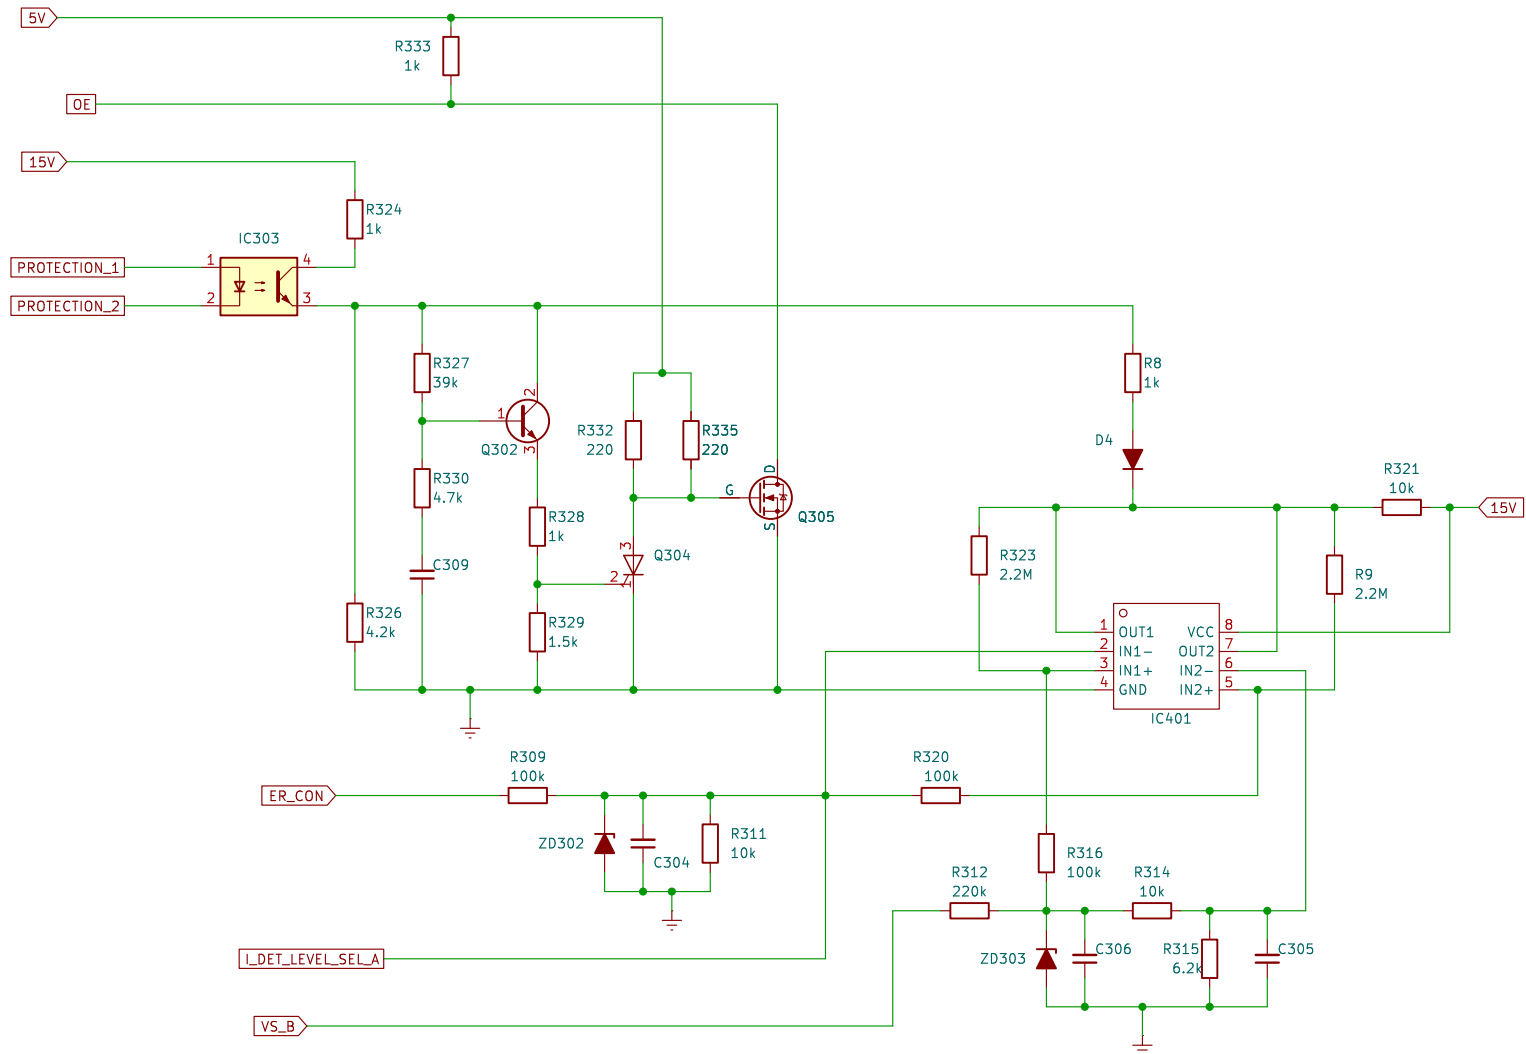 5V
R333
1k
OE
15V
R324
1k
IC303
PROTECTION_1
1
4
PROTECTION_2
2
3
R327
39k
R8
1k
2
1
Q302
3
R332
220
R335
220
D4
D
G
S
Q305
R321
10k
15V
R330
4.7k
R328
1k
3
Q304
2
1
C309
R323
2.2M
R9
2.2M
R326
4.2k
R329
1.5k
1 OUT1 VCC 8
2 IN1- OUT2 7
3 IN1+ IN2- 6
4 GND IN2+ 5
IC401
R309
100k
R320
100k
ER_CON
ZD302
C304
R311
10k
R316
100k
R312
220k
R314
10k
I_DET_LEVEL_SEL_A
ZD303
C306
R315
6.2k
C305
VS_B